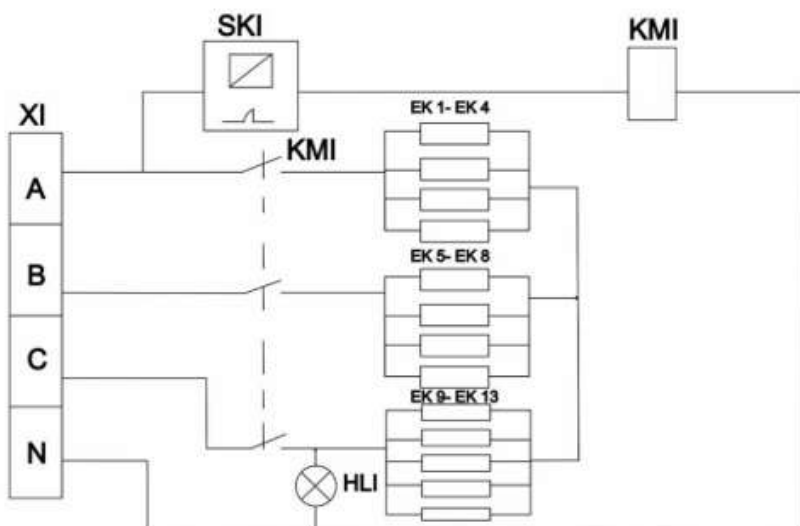 SKI
KMI
XI
EK 1- EK 4
KMI
A
EK 5- EK 8
B
C
EK 9- EK 13
N
HLI